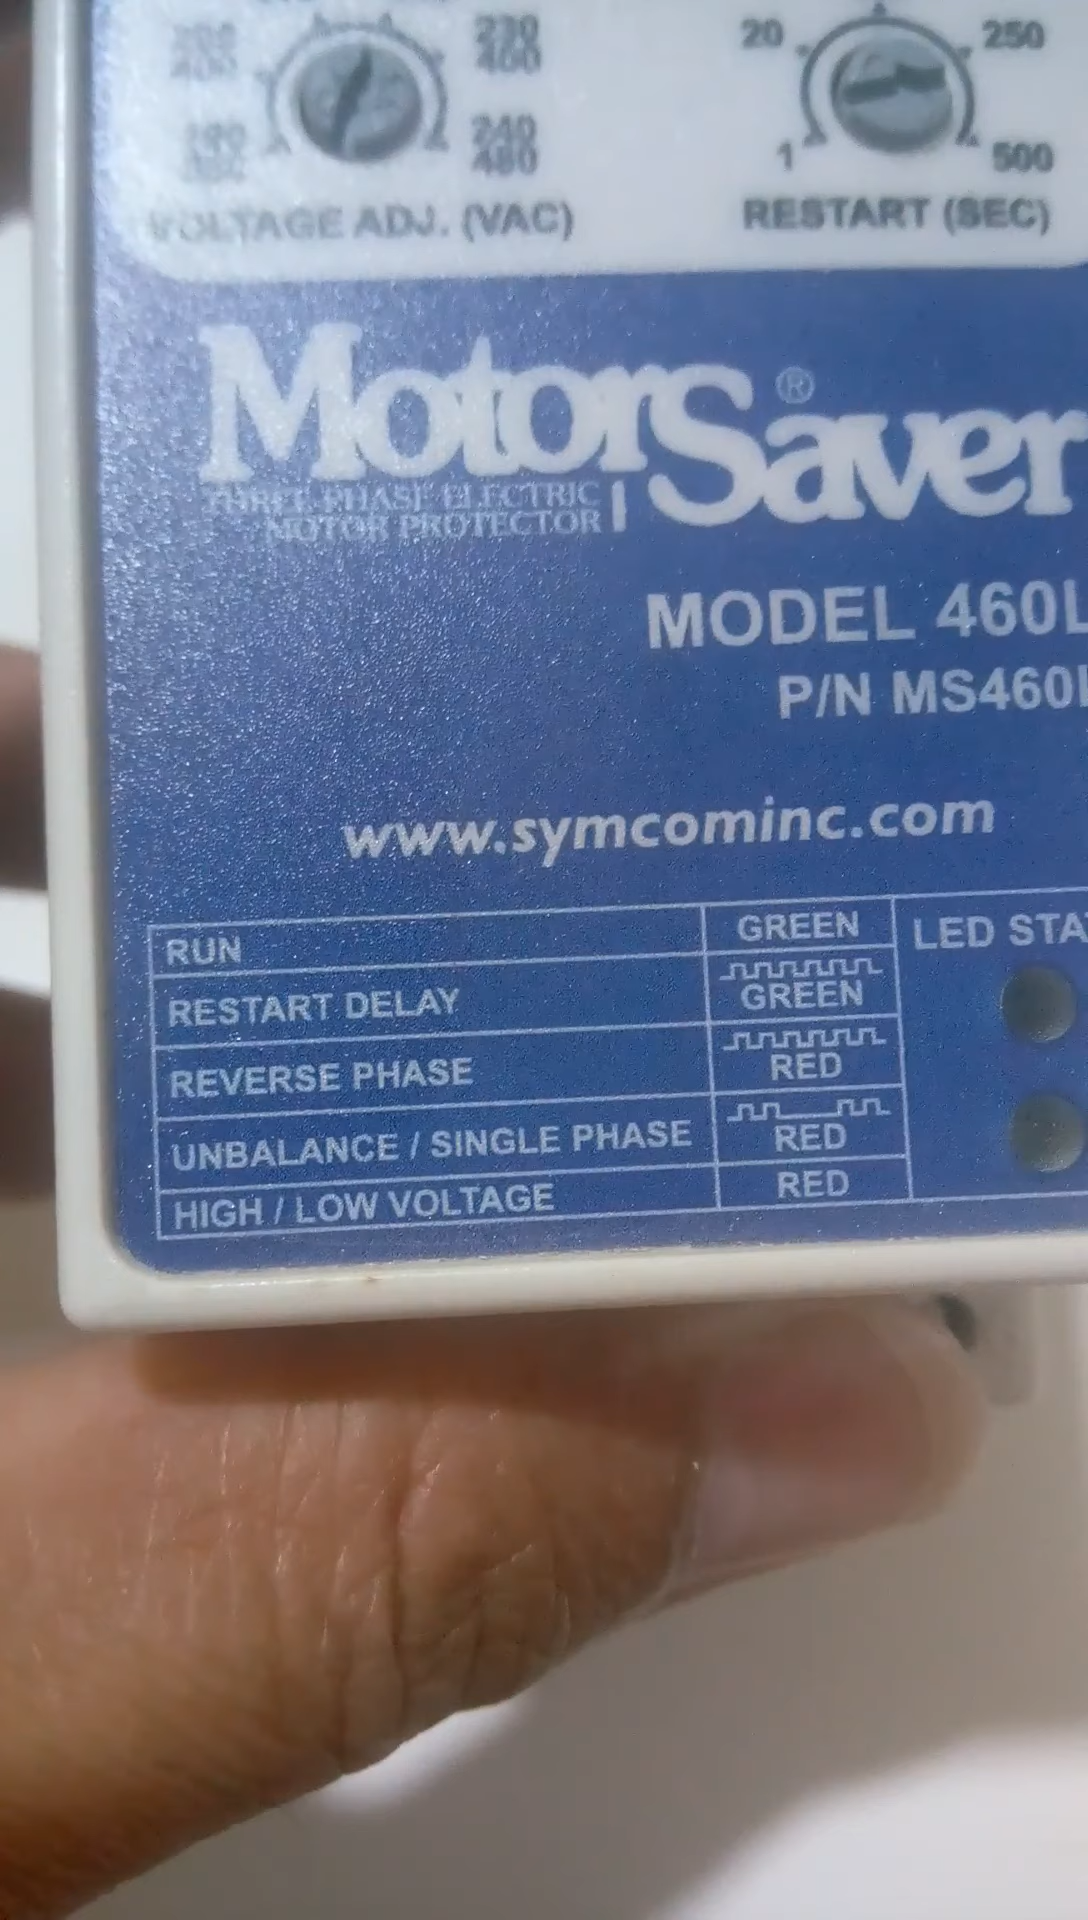 230
460
240
480
VOLTAGE ADJ. (VAC)
20
250
1
500
RESTART (SEC)
MotorSaver®
THREE-PHASE ELECTRIC
MOTOR PROTECTOR
MODEL 460L
P/N MS460L
www.symcominc.com
RUN GREEN
RESTART DELAY GREEN
REVERSE PHASE RED
UNBALANCE / SINGLE PHASE RED
HIGH / LOW VOLTAGE RED
LED STA